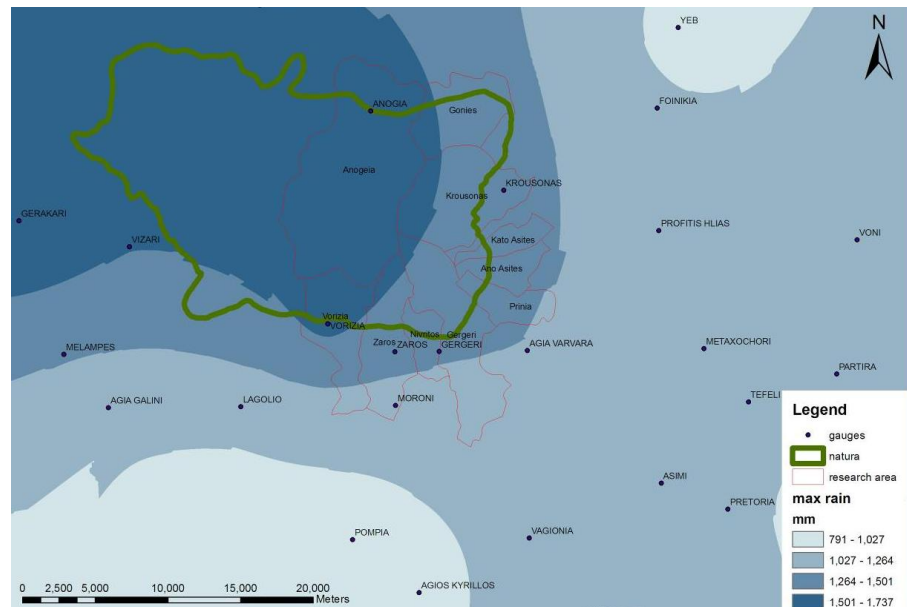 YEB
N
FOINIKIA
ANOGIA
Gonies
Anogeia
Krousonas
KROUSONAS
GERAKARI
VIZARI
PROFITIS HLIAS
VONI
Kato Asites
Ano Asites
Prinia
Vorizia
VORIZIA
Nivritos
Gergeri
Zaros
ZAROS
GERGERI
AGIA VARVARA
METAXOCHORI
MELAMPES
PARTIRA
AGIA GALINI
LAGOLIO
MORONI
TEFELI
ASIMI
PRETORIA
POMPIA
VAGIONIA
AGIOS KYRILLOS
Legend
gauges
natura
research area
max rain
mm
791 - 1,027
1,027 - 1,264
1,264 - 1,501
1,501 - 1,737
0 2,500 5,000 10,000 15,000 20,000
Meters